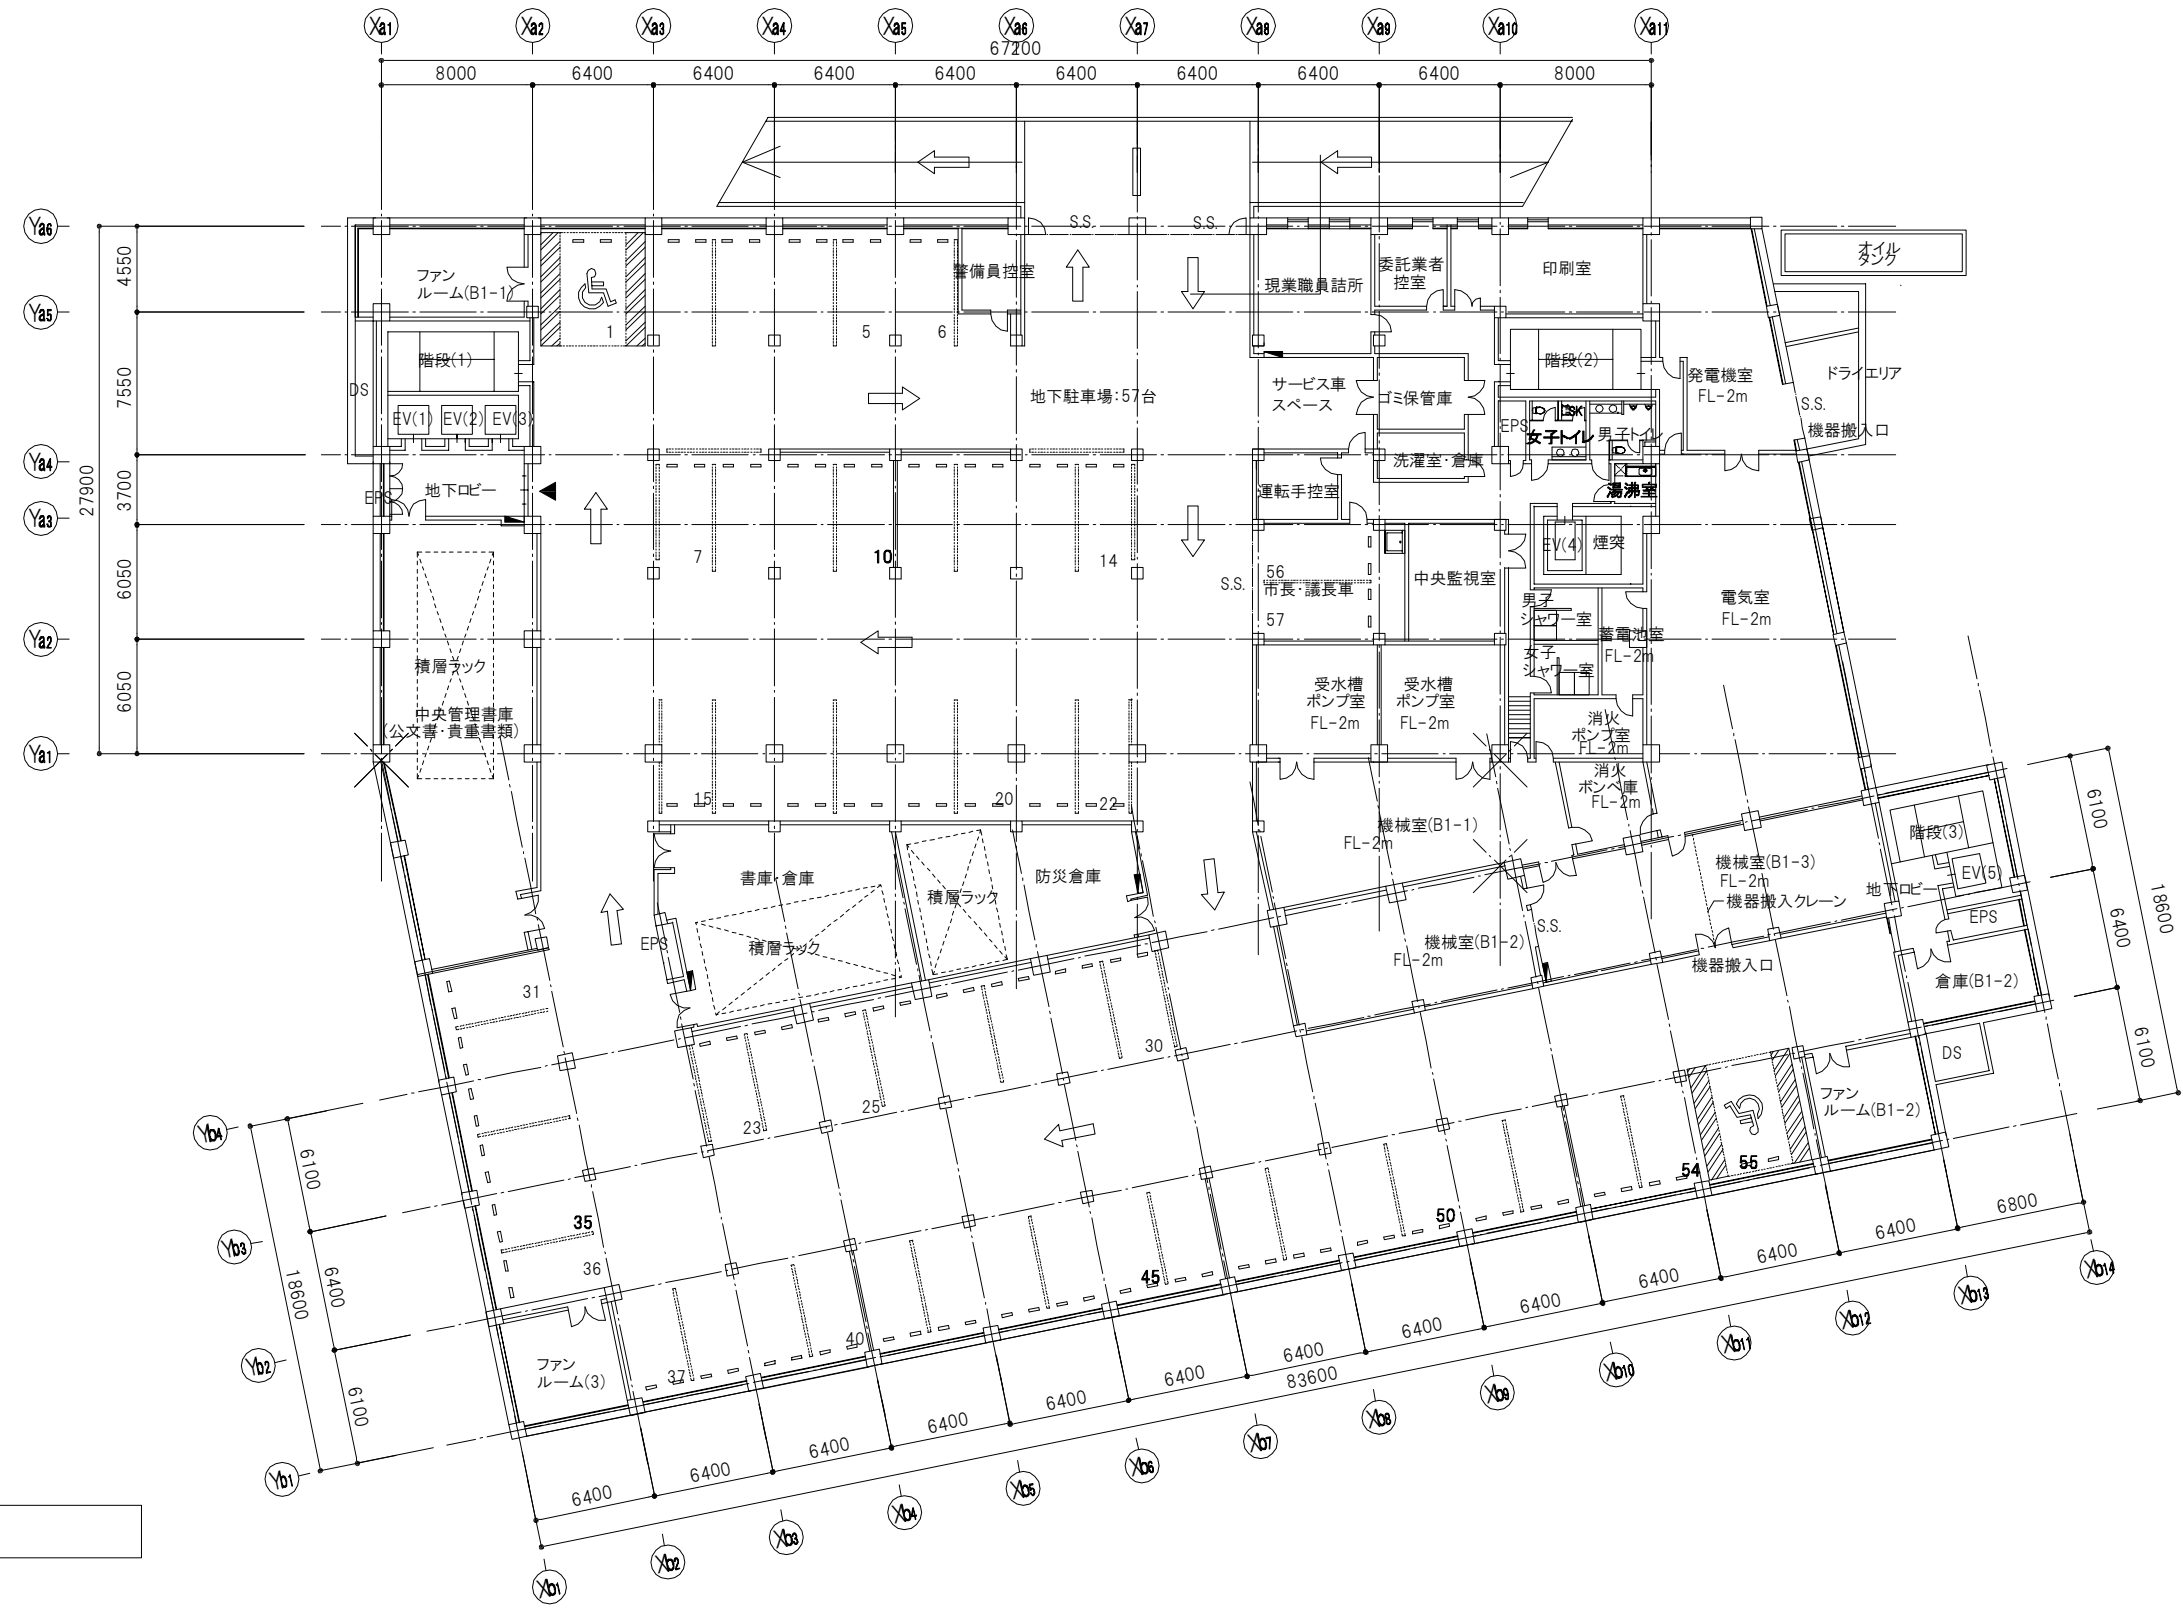 Xa1 Xa2 Xa3 Xa4 Xa5 Xa6 Xa7 Xa8 Xa9 Xa10 Xa11
67200
8000 6400 6400 6400 6400 6400 6400 6400 6400 8000
Ya6
Ya5
Ya4
Ya3
Ya2
Ya1
4550
7550
3700
6050
6050
27900
S.S.
S.S.
オイル
タンク
ファン
ルーム(B1-1)
警備員控室
現業職員詰所
委託業者
控室
印刷室
1
5
6
階段(1)
DS
EV(1)
EV(2)
EV(3)
地下駐車場:57台
サービス車
スペース
ゴミ保管庫
階段(2)
発電機室
FL-2m
ドライエリア
S.S.
機器搬入口
EPS
SK
女子トイレ
男子トイレ
洗濯室・倉庫
湯沸室
EPS
地下ロビー
運転手控室
7
10
14
S.S.
56
市長・議長車
57
中央監視室
EV(4)
煙突
男子
シャワー室
女子
シャワー室
蓄電池室
FL-2m
電気室
FL-2m
積層ラック
中央管理書庫
(公文書・貴重書類)
受水槽
ポンプ室
FL-2m
受水槽
ポンプ室
FL-2m
消火
ポンプ室
FL-2m
消火
ボンベ庫
FL-2m
15
20
22
機械室(B1-1)
FL-2m
機械室(B1-3)
FL-2m
機器搬入クレーン
階段(3)
EV(5)
地下ロビー
EPS
書庫・倉庫
積層ラック
積層ラック
防災倉庫
EPS
機械室(B1-2)
FL-2m
S.S.
機器搬入口
倉庫(B1-2)
DS
31
30
25
23
35
36
ファン
ルーム(B1-2)
54
55
50
45
40
37
ファン
ルーム(3)
6100
6400
6100
18600
Yb4
Yb3
Yb2
Yb1
6100
6400
6100
18600
6400 6400 6400 6400 6400 6400 6400 6400 6400 6400 6400 6400 6800
83600
Xb1 Xb2 Xb3 Xb4 Xb5 Xb6 Xb7 Xb8 Xb9 Xb10 Xb11 Xb12 Xb13 Xb14